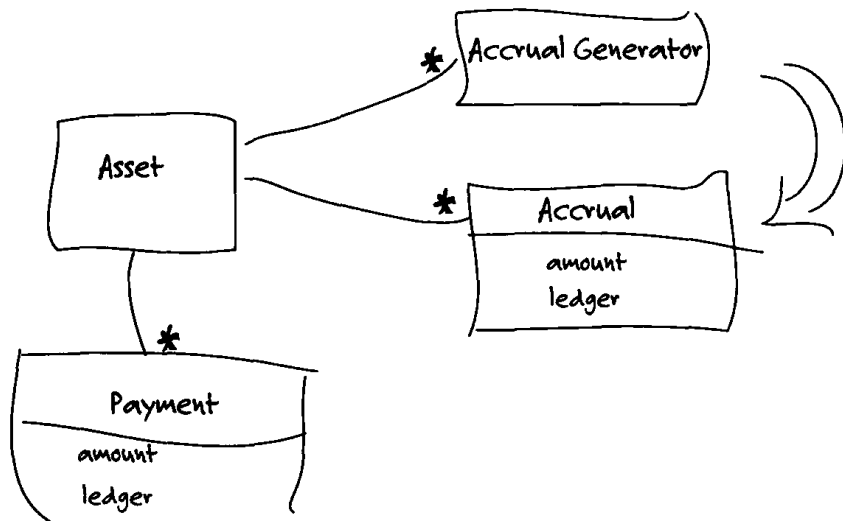 *
Accrual Generator
Asset
*
Accrual
amount
ledger
*
Payment
amount
ledger